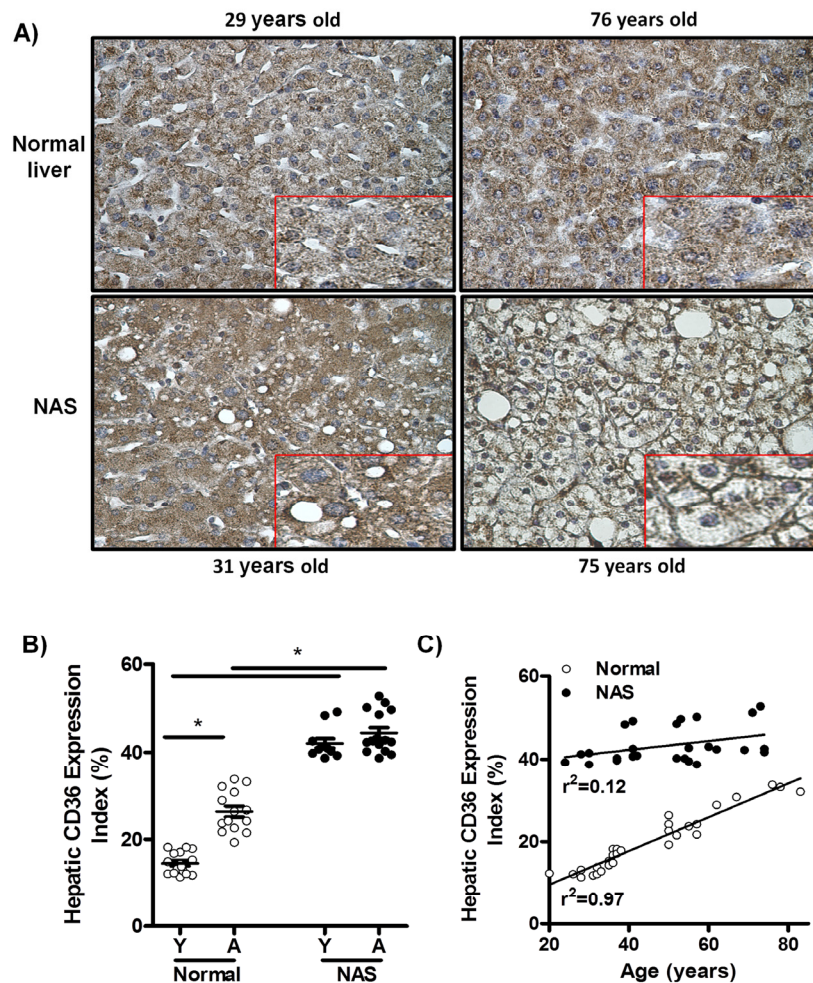 A)
29 years old
76 years old
Normal
liver
NAS
31 years old
75 years old
B)
Hepatic CD36 Expression
Index (%)
60
40
20
0
*
*
Y
A
Y
A
Normal
NAS
C)
Hepatic CD36 Expression
Index (%)
Normal
NAS
60
40
20
0
r²=0.12
r²=0.97
20
40
60
80
Age (years)